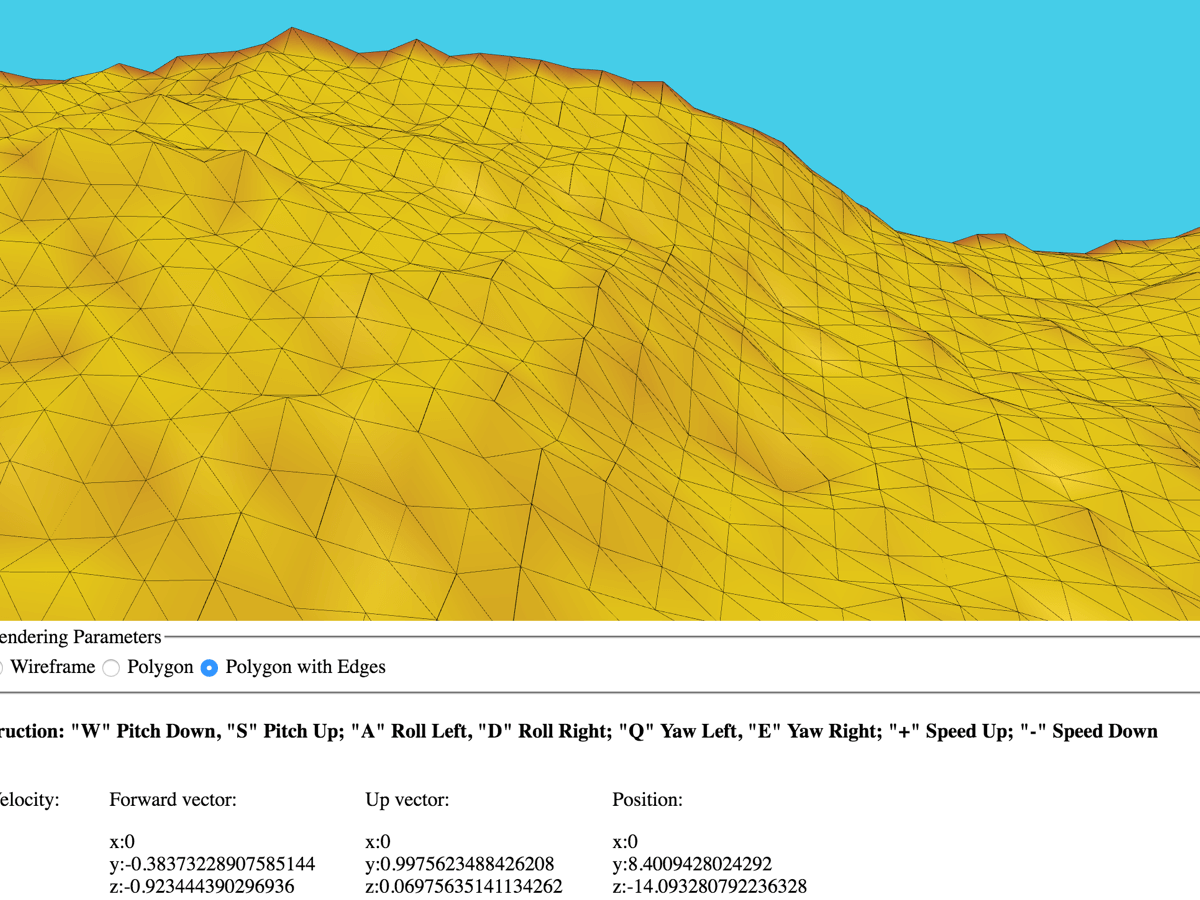 endering Parameters
Wireframe Polygon Polygon with Edges
ruction: "W" Pitch Down, "S" Pitch Up; "A" Roll Left, "D" Roll Right; "Q" Yaw Left, "E" Yaw Right; "+" Speed Up; "-" Speed Down
elocity: Forward vector: Up vector: Position:
x:0 x:0 x:0
y:-0.38373228907585144 y:0.9975623488426208 y:8.4009428024292
z:-0.923444390296936 z:0.06975635141134262 z:-14.093280792236328